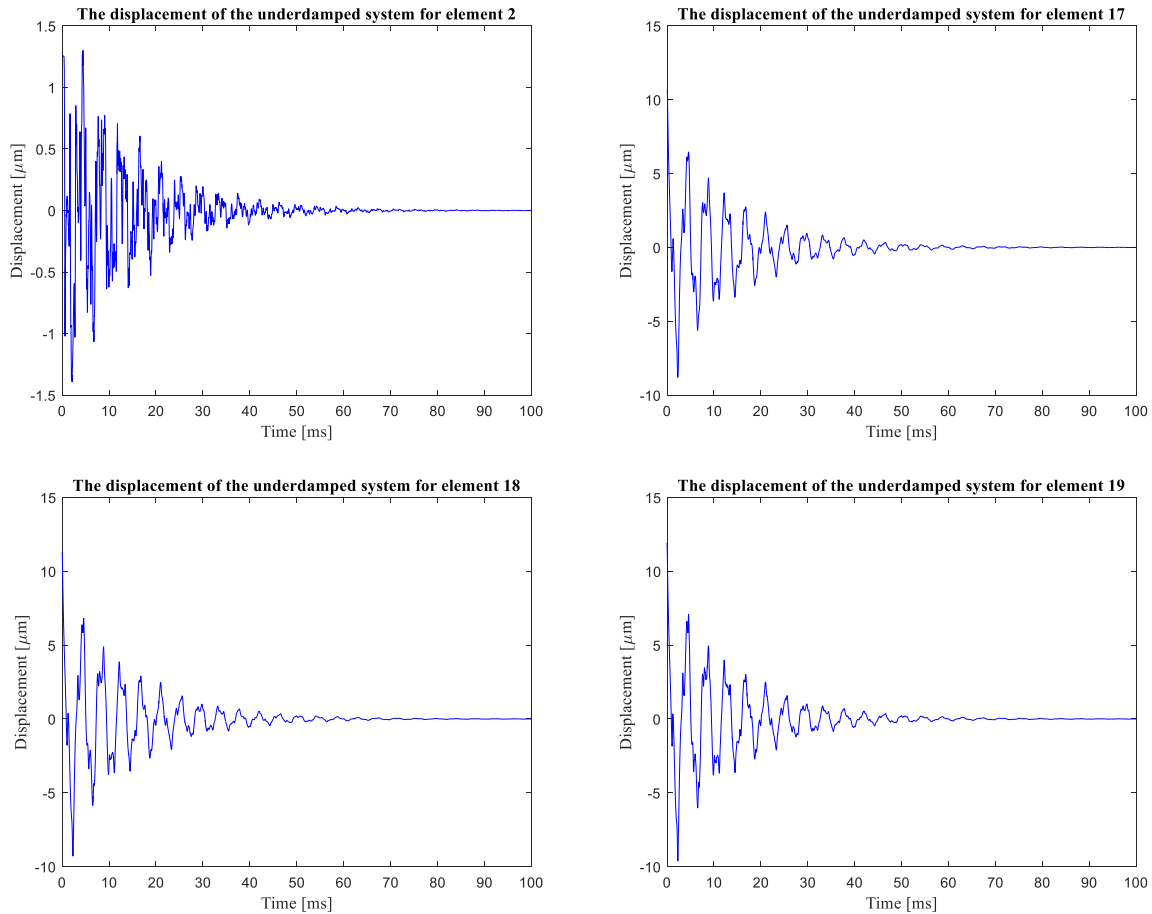 The displacement of the underdamped system for element 2
1.5
1
0.5
0
-0.5
-1
-1.5
Displacement [μm]
0 10 20 30 40 50 60 70 80 90 100
Time [ms]
The displacement of the underdamped system for element 17
15
10
5
0
-5
-10
Displacement [μm]
0 10 20 30 40 50 60 70 80 90 100
Time [ms]
The displacement of the underdamped system for element 18
15
10
5
0
-5
-10
Displacement [μm]
0 10 20 30 40 50 60 70 80 90 100
Time [ms]
The displacement of the underdamped system for element 19
15
10
5
0
-5
-10
Displacement [μm]
0 10 20 30 40 50 60 70 80 90 100
Time [ms]